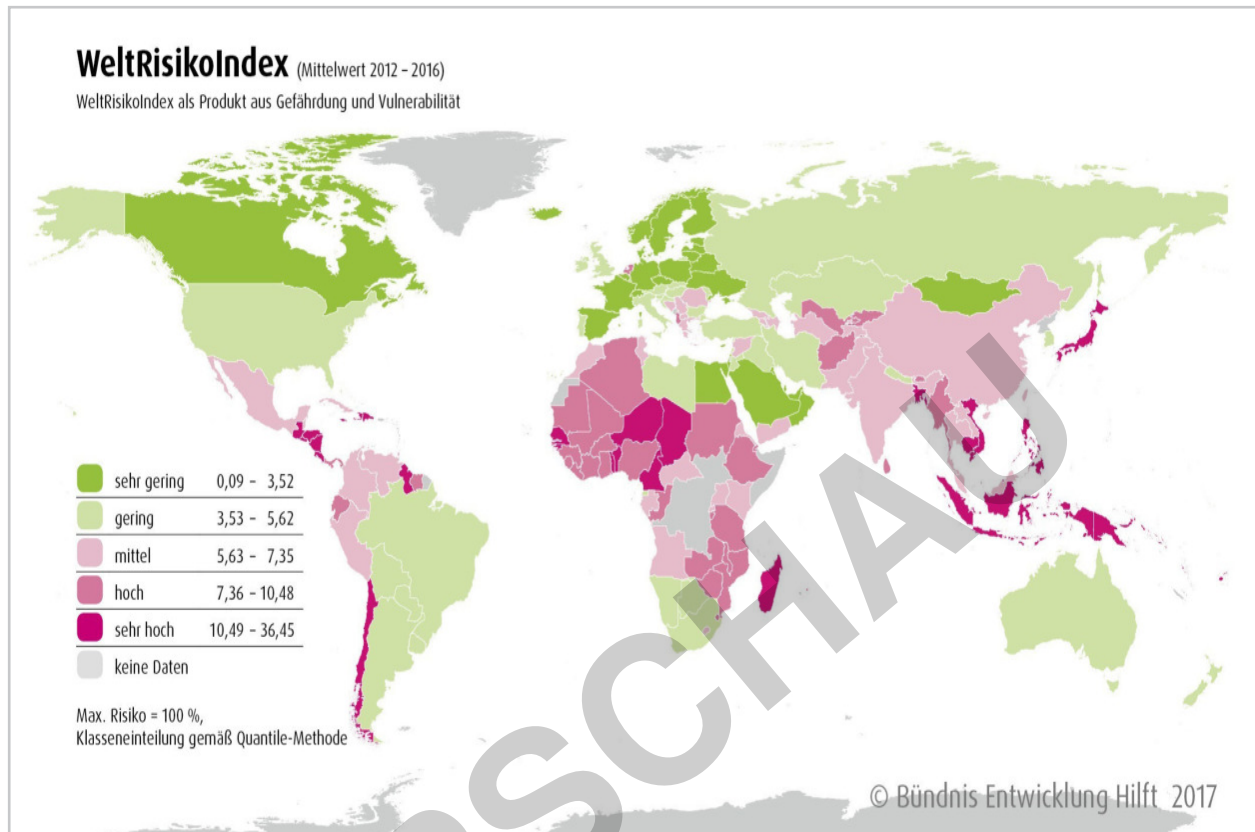 WeltRisikoIndex (Mittelwert 2012 – 2016)
WeltRisikoIndex als Produkt aus Gefährdung und Vulnerabilität
sehr gering 0,09 – 3,52
gering 3,53 – 5,62
mittel 5,63 – 7,35
hoch 7,36 – 10,48
sehr hoch 10,49 – 36,45
keine Daten
Max. Risiko = 100 %,
Klasseneinteilung gemäß Quantile-Methode
SCHAU
© Bündnis Entwicklung Hilft 2017